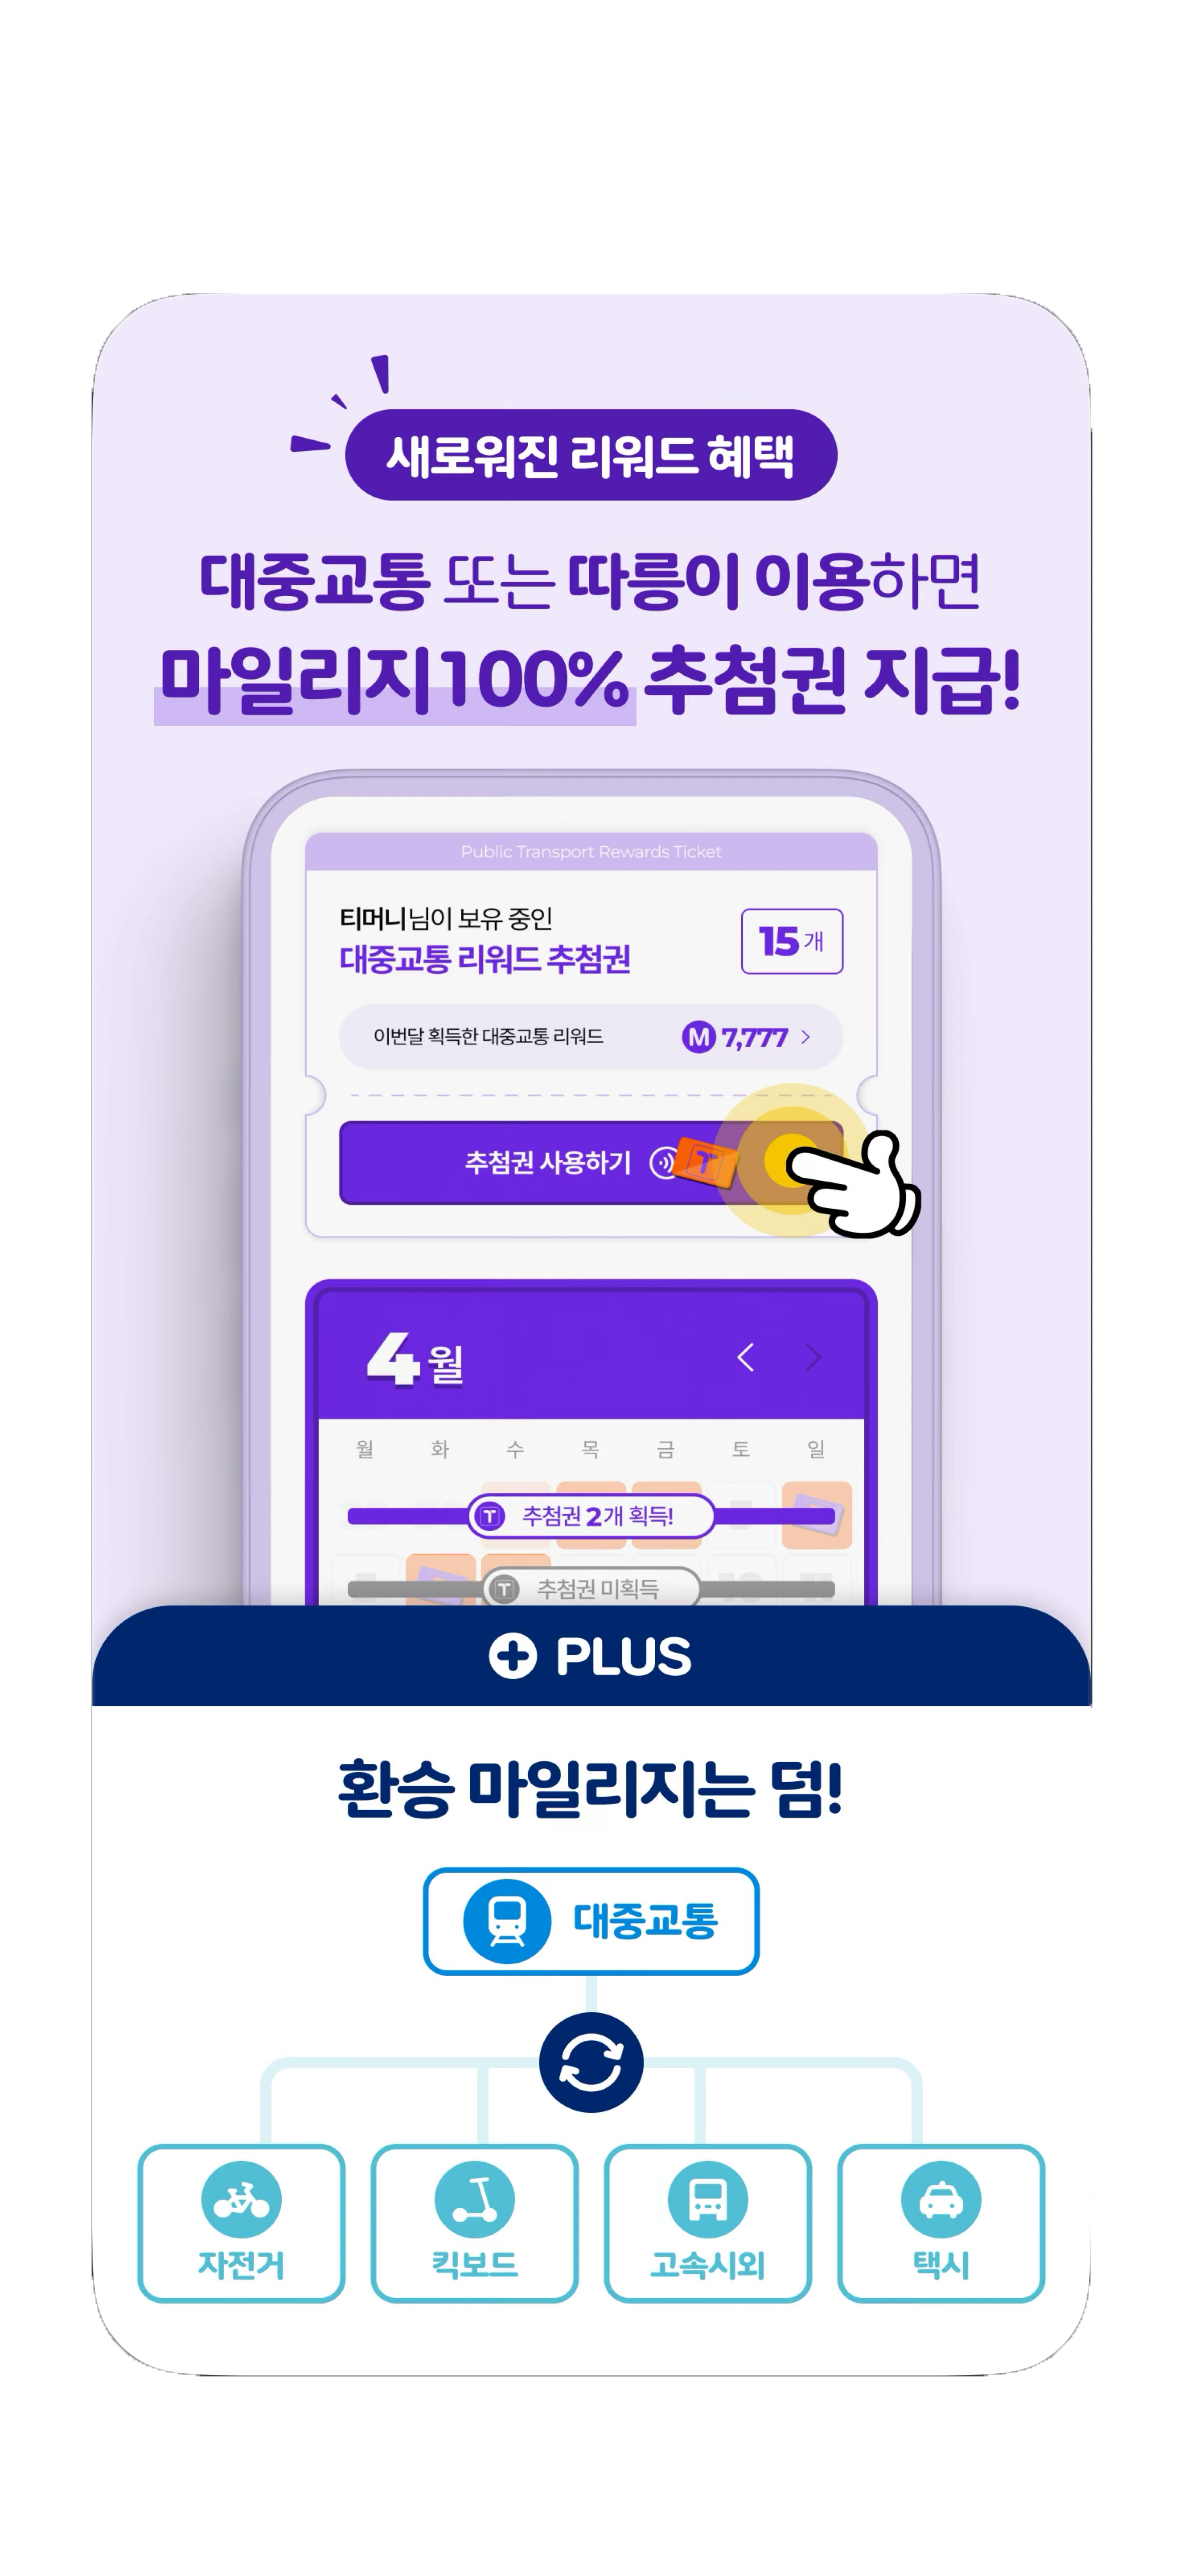 새로워진 리워드 혜택
대중교통 또는 따릉이 이용하면
마일리지100% 추첨권 지급!
Public Transport Rewards Ticket
티머니님이 보유 중인
대중교통 리워드 추첨권
15개
이번달 획득한 대중교통 리워드 M 7,777 >
추첨권 사용하기
T
4월
월 화 수 목 금 토 일
T 추첨권 2개 획득!
T 추첨권 미획득
PLUS
환승 마일리지는 덤!
대중교통
자전거 킥보드 고속시외 택시